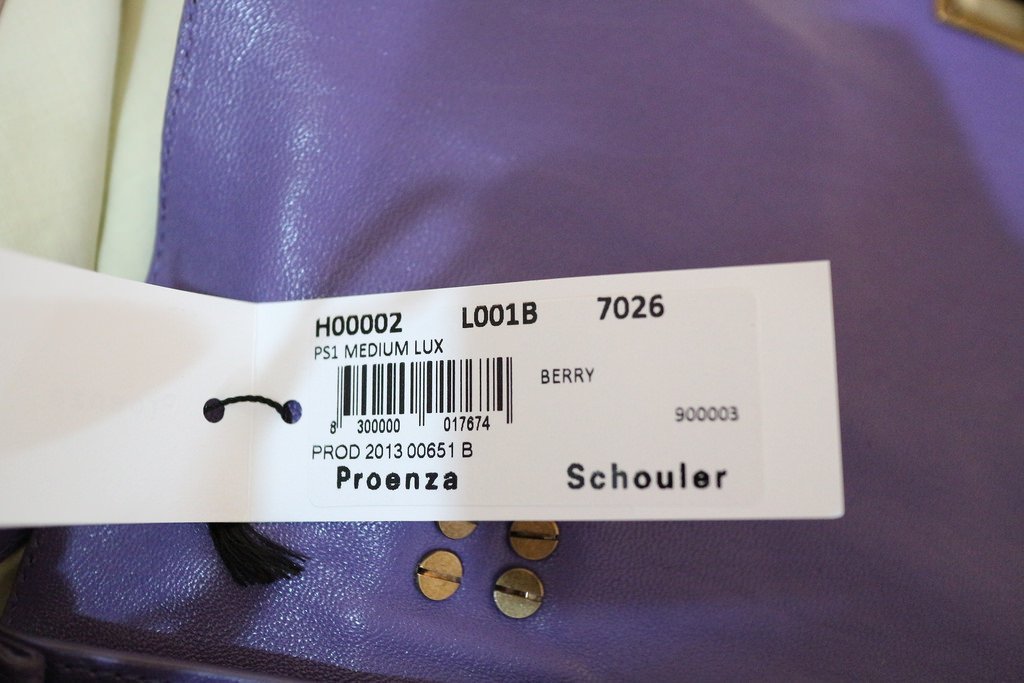 H00002 L001B 7026
PS1 MEDIUM LUX
BERRY
8 300000 017674
900003
PROD 2013 00651 B
Proenza Schouler